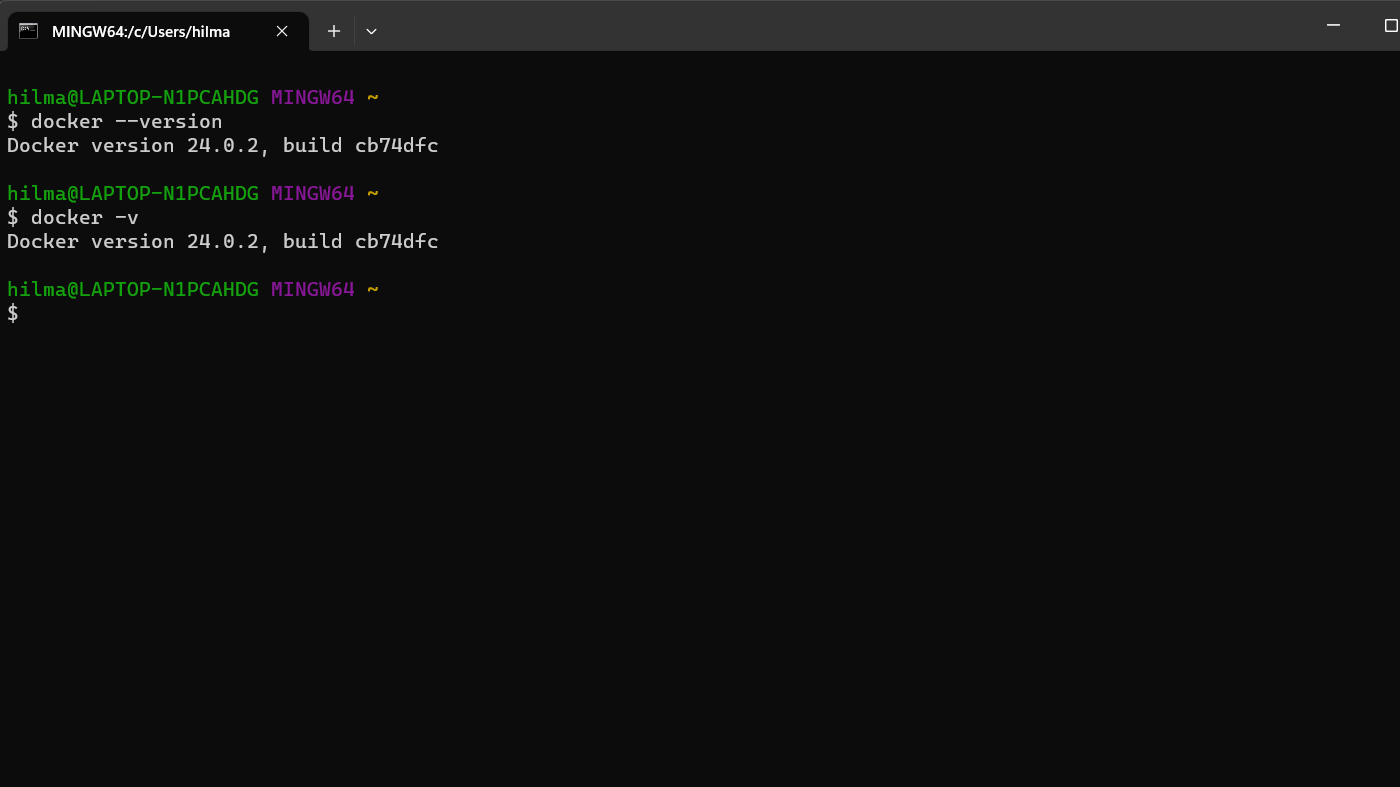 MINGW64:/c/Users/hilma
hilma@LAPTOP-N1PCAHDG MINGW64 ~
$ docker --version
Docker version 24.0.2, build cb74dfc
hilma@LAPTOP-N1PCAHDG MINGW64 ~
$ docker -v
Docker version 24.0.2, build cb74dfc
hilma@LAPTOP-N1PCAHDG MINGW64 ~
$